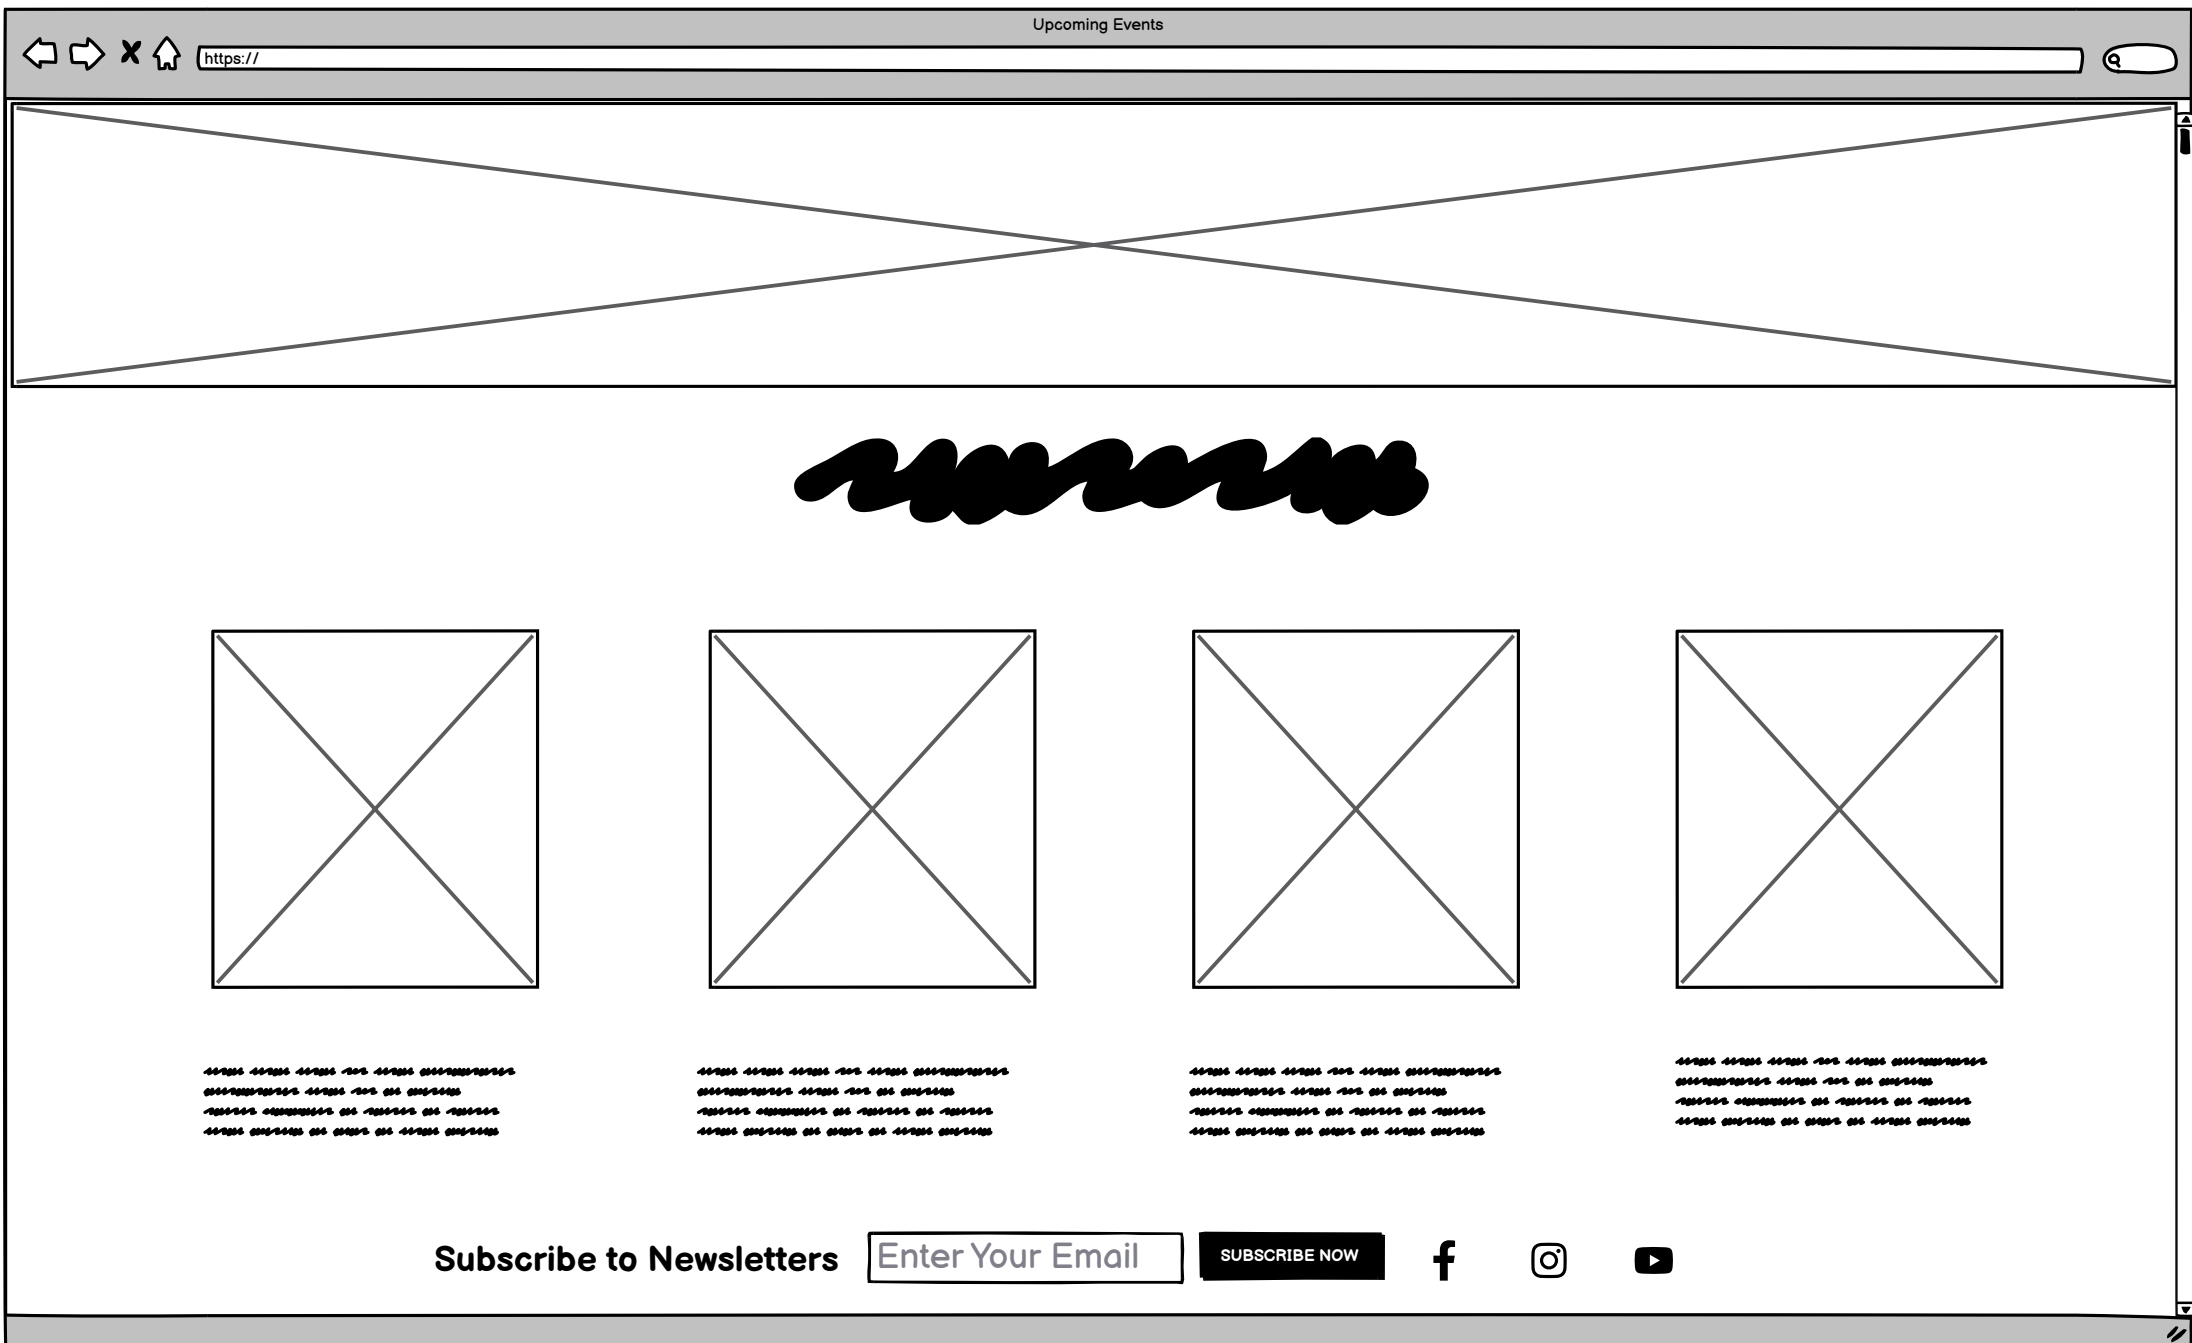 Upcoming Events
https://
Subscribe to Newsletters
Enter Your Email
SUBSCRIBE NOW